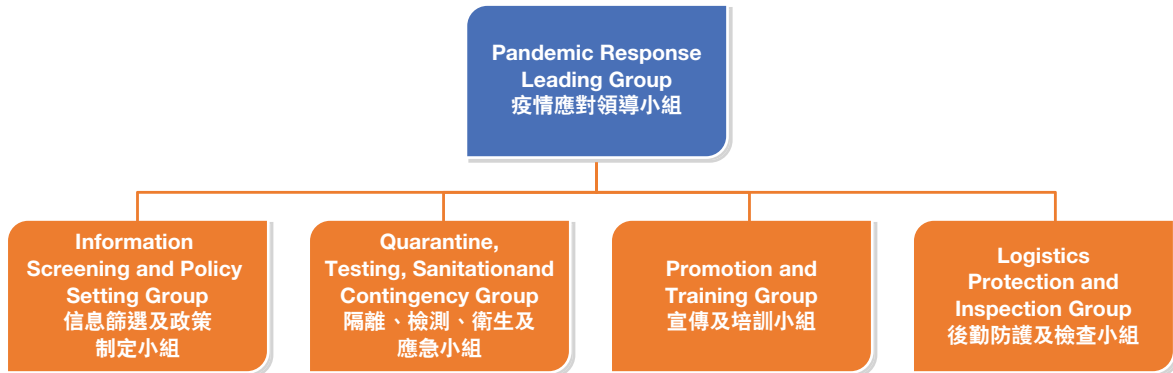 Pandemic Response
Leading Group
疫情應對領導小組
Information
Screening and Policy
Setting Group
信息篩選及政策
制定小組
Quarantine,
Testing, Sanitationand
Contingency Group
隔離、檢測、衛生及
應急小組
Promotion and
Training Group
宣傳及培訓小組
Logistics
Protection and
Inspection Group
後勤防護及檢查小組